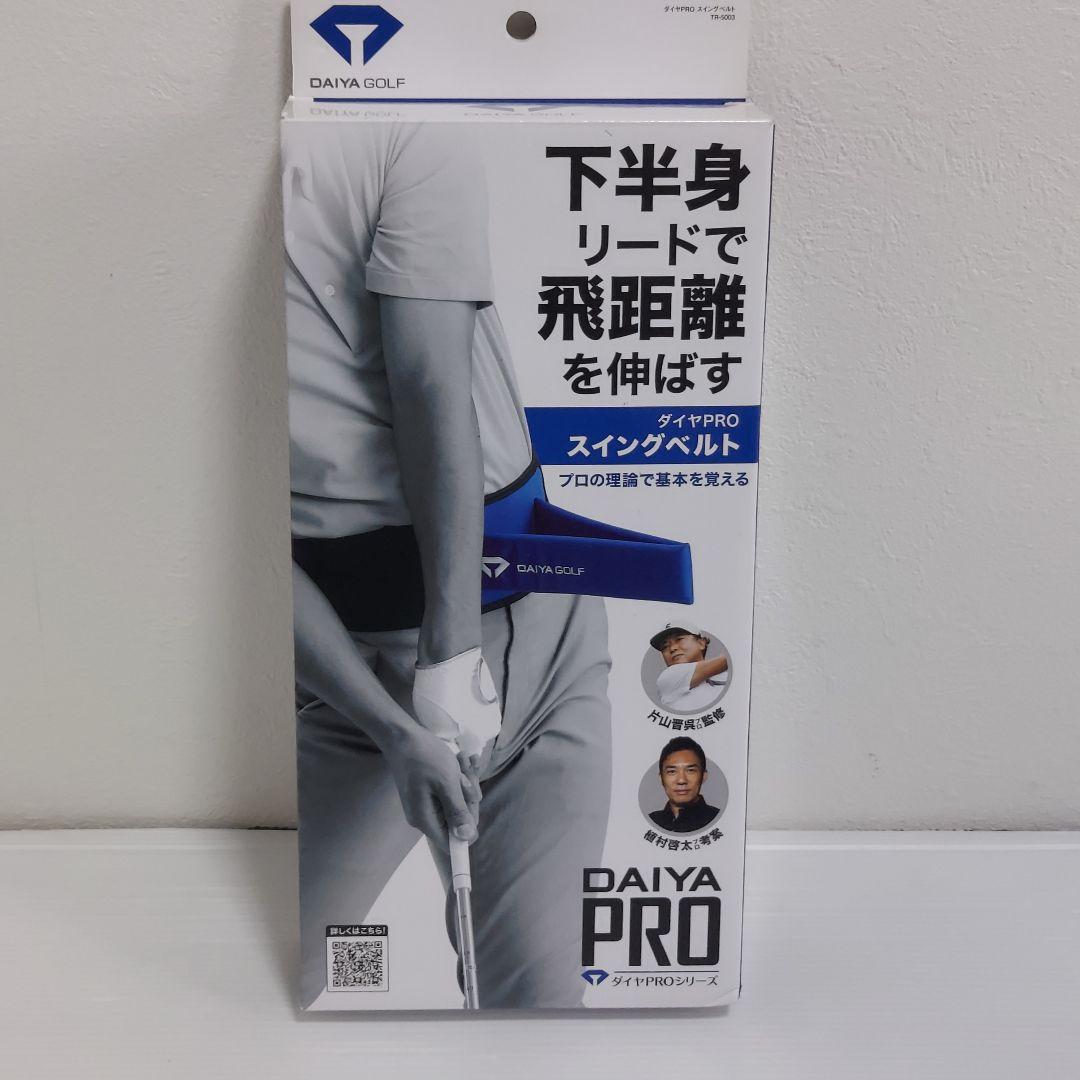 DAIYA GOLF
ダイヤPRO スイングベルト
TR-5003
DAIYA GOLF
DAIYA GOLF
下半身
リードで
飛距離
を伸ばす
ダイヤPRO
スイングベルト
プロの理論で基本を覚える
DAIYA GOLF
片山晋呉プロ監修
植村啓太プロ考案
DAIYA
PRO
ダイヤPROシリーズ
詳しくはこちら!